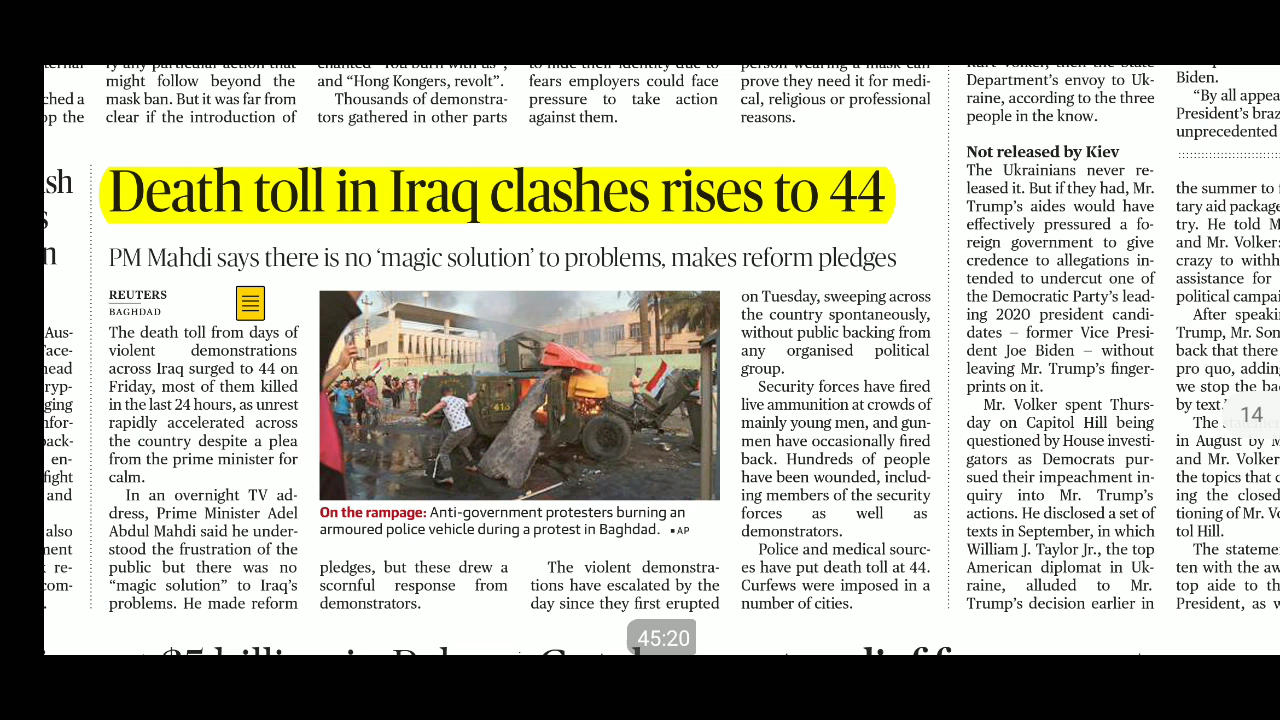 might follow beyond the
mask ban. But it was far from
clear if the introduction of
and “Hong Kongers, revolt”.
Thousands of demonstra-
tors gathered in other parts
fears employers could face
pressure to take action
against them.
prove they need it for medi-
cal, religious or professional
reasons.
Death toll in Iraq clashes rises to 44
PM Mahdi says there is no ‘magic solution’ to problems, makes reform pledges
REUTERS
BAGHDAD
The death toll from days of
violent demonstrations
across Iraq surged to 44 on
Friday, most of them killed
in the last 24 hours, as unrest
rapidly accelerated across
the country despite a plea
from the prime minister for
calm.
In an overnight TV ad-
dress, Prime Minister Adel
Abdul Mahdi said he under-
stood the frustration of the
public but there was no
“magic solution” to Iraq’s
problems. He made reform
413
On the rampage: Anti-government protesters burning an
armoured police vehicle during a protest in Baghdad. ▪ AP
pledges, but these drew a
scornful response from
demonstrators.
The violent demonstra-
tions have escalated by the
day since they first erupted
on Tuesday, sweeping across
the country spontaneously,
without public backing from
any organised political
group.
Security forces have fired
live ammunition at crowds of
mainly young men, and gun-
men have occasionally fired
back. Hundreds of people
have been wounded, includ-
ing members of the security
forces as well as
demonstrators.
Police and medical sourc-
es have put death toll at 44.
Curfews were imposed in a
number of cities.
Department’s envoy to Uk-
raine, according to the three
people in the know.
Not released by Kiev
The Ukrainians never re-
leased it. But if they had, Mr.
Trump’s aides would have
effectively pressured a fo-
reign government to give
credence to allegations in-
tended to undercut one of
the Democratic Party’s lead-
ing 2020 president candi-
dates — former Vice Presi-
dent Joe Biden — without
leaving Mr. Trump’s finger-
prints on it.
Mr. Volker spent Thurs-
day on Capitol Hill being
questioned by House investi-
gators as Democrats pur-
sued their impeachment in-
quiry into Mr. Trump’s
actions. He disclosed a set of
texts in September, in which
William J. Taylor Jr., the top
American diplomat in Uk-
raine, alluded to Mr.
Trump’s decision earlier in
Biden.
“By all appea
President’s braz
unprecedented
the summer to
tary aid package
try. He told M
and Mr. Volker:
crazy to withh
assistance for
political campai
After speaki
Trump, Mr. Son
back that there
pro quo, adding
we stop the ba
by text.
The
in August by M
and Mr. Volker
the topics that d
ing the closed
tioning of Mr. Vo
tol Hill.
The stateme
ten with the aw
top aide to th
President, as w
14
45:20